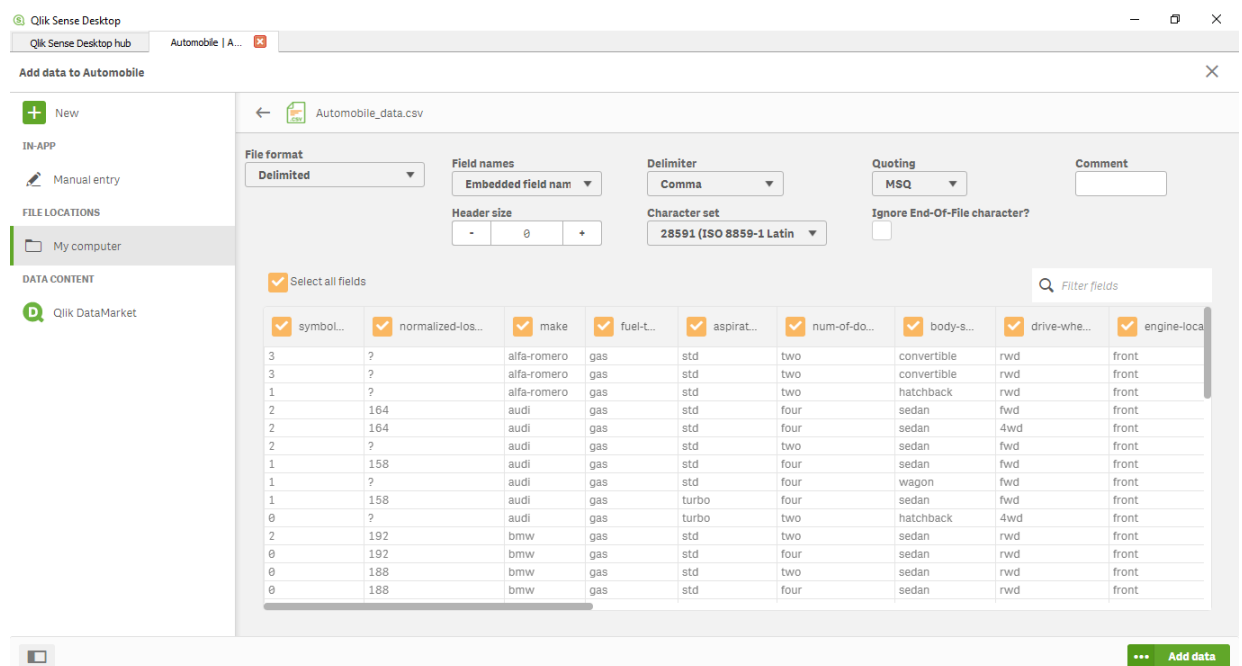 Qlik Sense Desktop
Qlik Sense Desktop hub Automobile | A...
Add data to Automobile
New
IN-APP
Manual entry
FILE LOCATIONS
My computer
DATA CONTENT
Qlik DataMarket
Automobile_data.csv
File format
Delimited
Field names
Embedded field nam
Delimiter
Comma
Quoting
MSQ
Comment
Header size
- 0 +
Character set
28591 (ISO 8859-1 Latin
Ignore End-Of-File character?
Select all fields
Filter fields
symbol... normalized-los... make fuel-t... aspirat... num-of-do... body-s... drive-whe... engine-loca
3 ? alfa-romero gas std two convertible rwd front
3 ? alfa-romero gas std two convertible rwd front
1 ? alfa-romero gas std two hatchback rwd front
2 164 audi gas std four sedan fwd front
2 164 audi gas std four sedan 4wd front
2 ? audi gas std two sedan fwd front
1 158 audi gas std four sedan fwd front
1 ? audi gas std four wagon fwd front
1 158 audi gas turbo four sedan fwd front
0 ? audi gas turbo two hatchback 4wd front
2 192 bmw gas std two sedan rwd front
0 192 bmw gas std four sedan rwd front
0 188 bmw gas std two sedan rwd front
0 188 bmw gas std four sedan rwd front
Add data